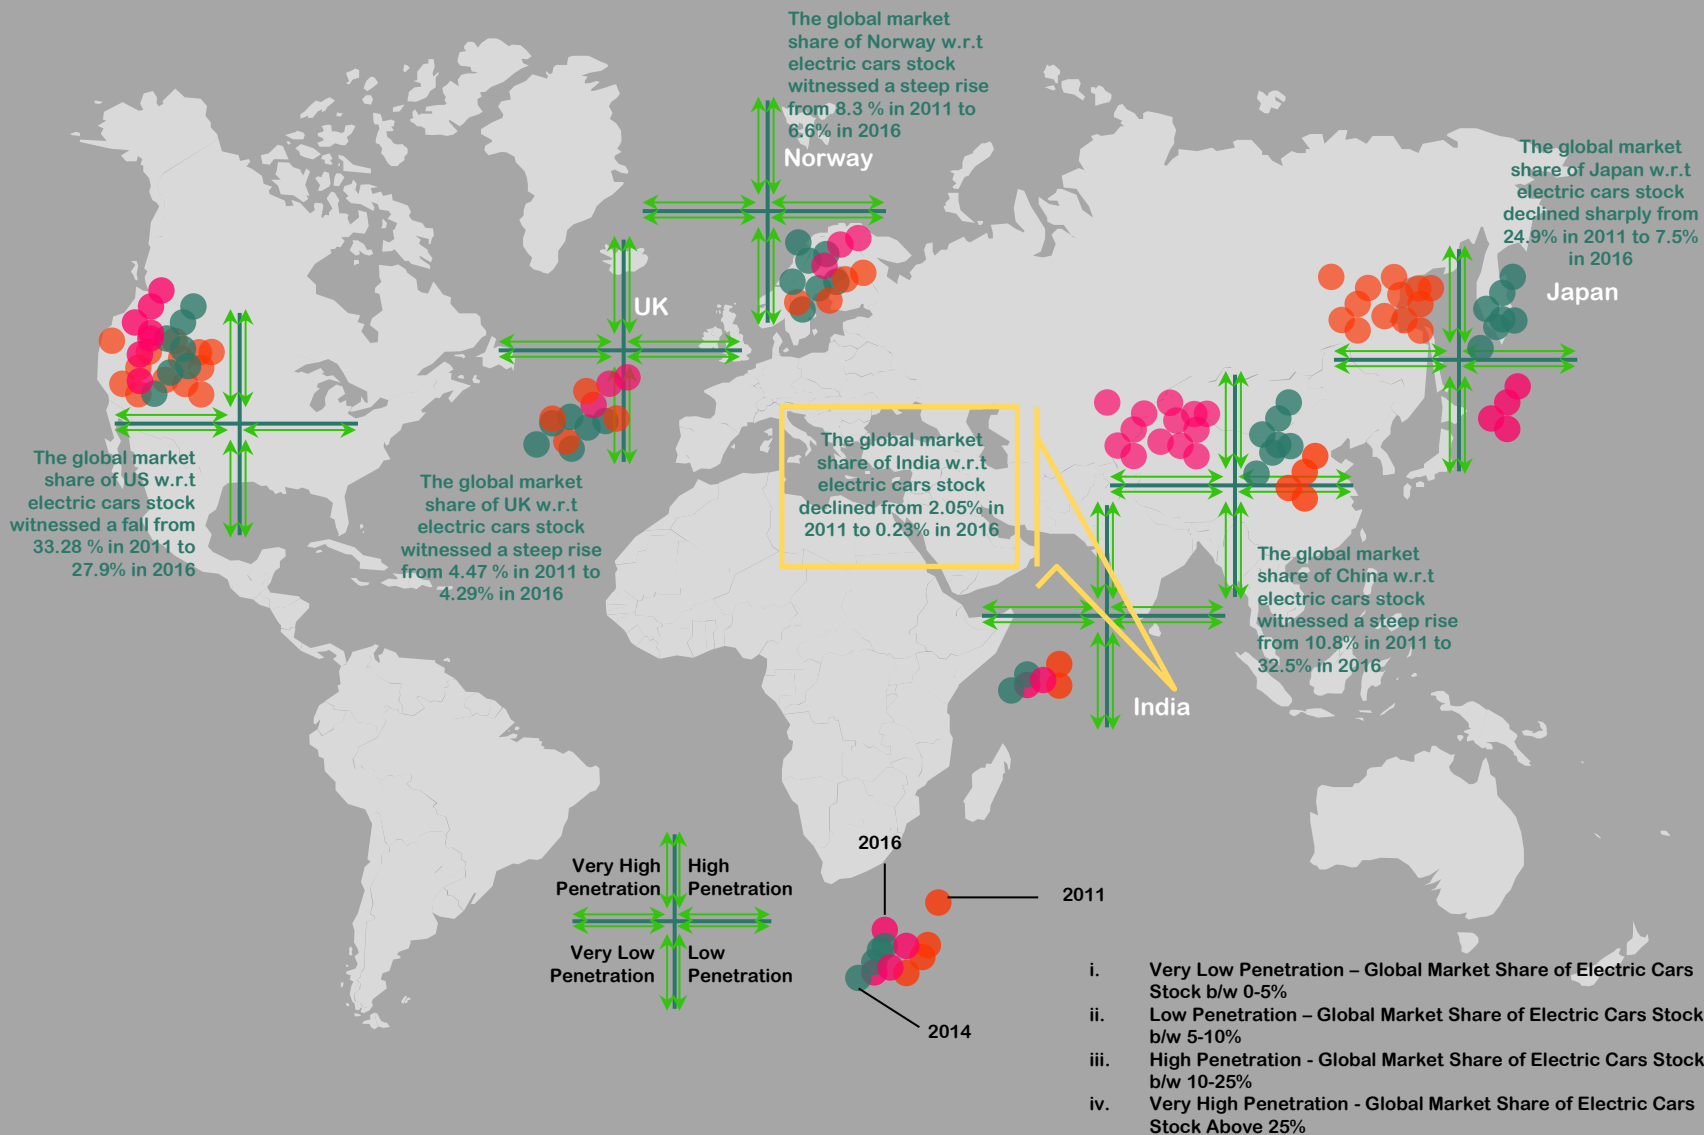 The global market
share of Norway w.r.t
electric cars stock
witnessed a steep rise
from 8.3 % in 2011 to
6.6% in 2016
Norway
The global market
share of Japan w.r.t
electric cars stock
declined sharply from
24.9% in 2011 to 7.5%
in 2016
Japan
UK
The global market
share of US w.r.t
electric cars stock
witnessed a fall from
33.28 % in 2011 to
27.9% in 2016
The global market
share of UK w.r.t
electric cars stock
witnessed a steep rise
from 4.47 % in 2011 to
4.29% in 2016
The global market
share of India w.r.t
electric cars stock
declined from 2.05% in
2011 to 0.23% in 2016
The global market
share of China w.r.t
electric cars stock
witnessed a steep rise
from 10.8% in 2011 to
32.5% in 2016
India
Very High
Penetration
High
Penetration
Very Low
Penetration
Low
Penetration
2016
2011
2014
i. Very Low Penetration – Global Market Share of Electric Cars
Stock b/w 0-5%
ii. Low Penetration – Global Market Share of Electric Cars Stock
b/w 5-10%
iii. High Penetration - Global Market Share of Electric Cars Stock
b/w 10-25%
iv. Very High Penetration - Global Market Share of Electric Cars
Stock Above 25%